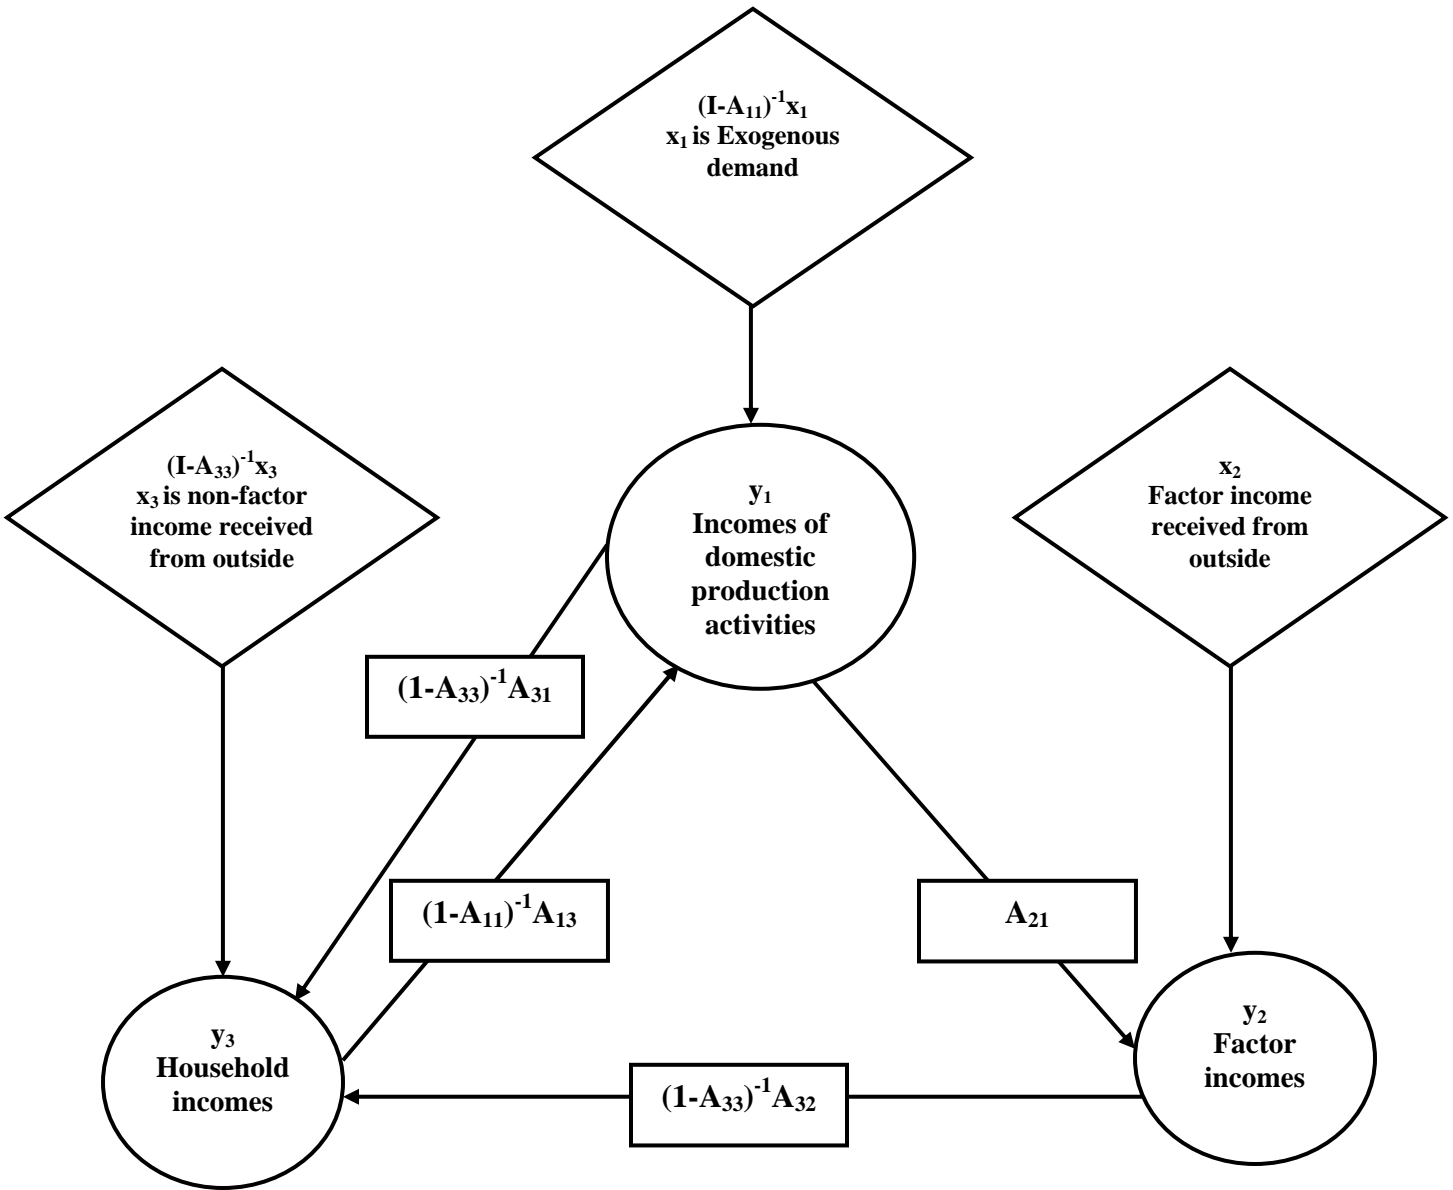 (I-A₁₁)⁻¹x₁
x₁ is Exogenous
demand
(I-A₃₃)⁻¹x₃
x₃ is non-factor
income received
from outside
x₂
Factor income
received from
outside
y₁
Incomes of
domestic
production
activities
(1-A₃₃)⁻¹A₃₁
(1-A₁₁)⁻¹A₁₃
A₂₁
y₃
Household
incomes
(1-A₃₃)⁻¹A₃₂
y₂
Factor
incomes